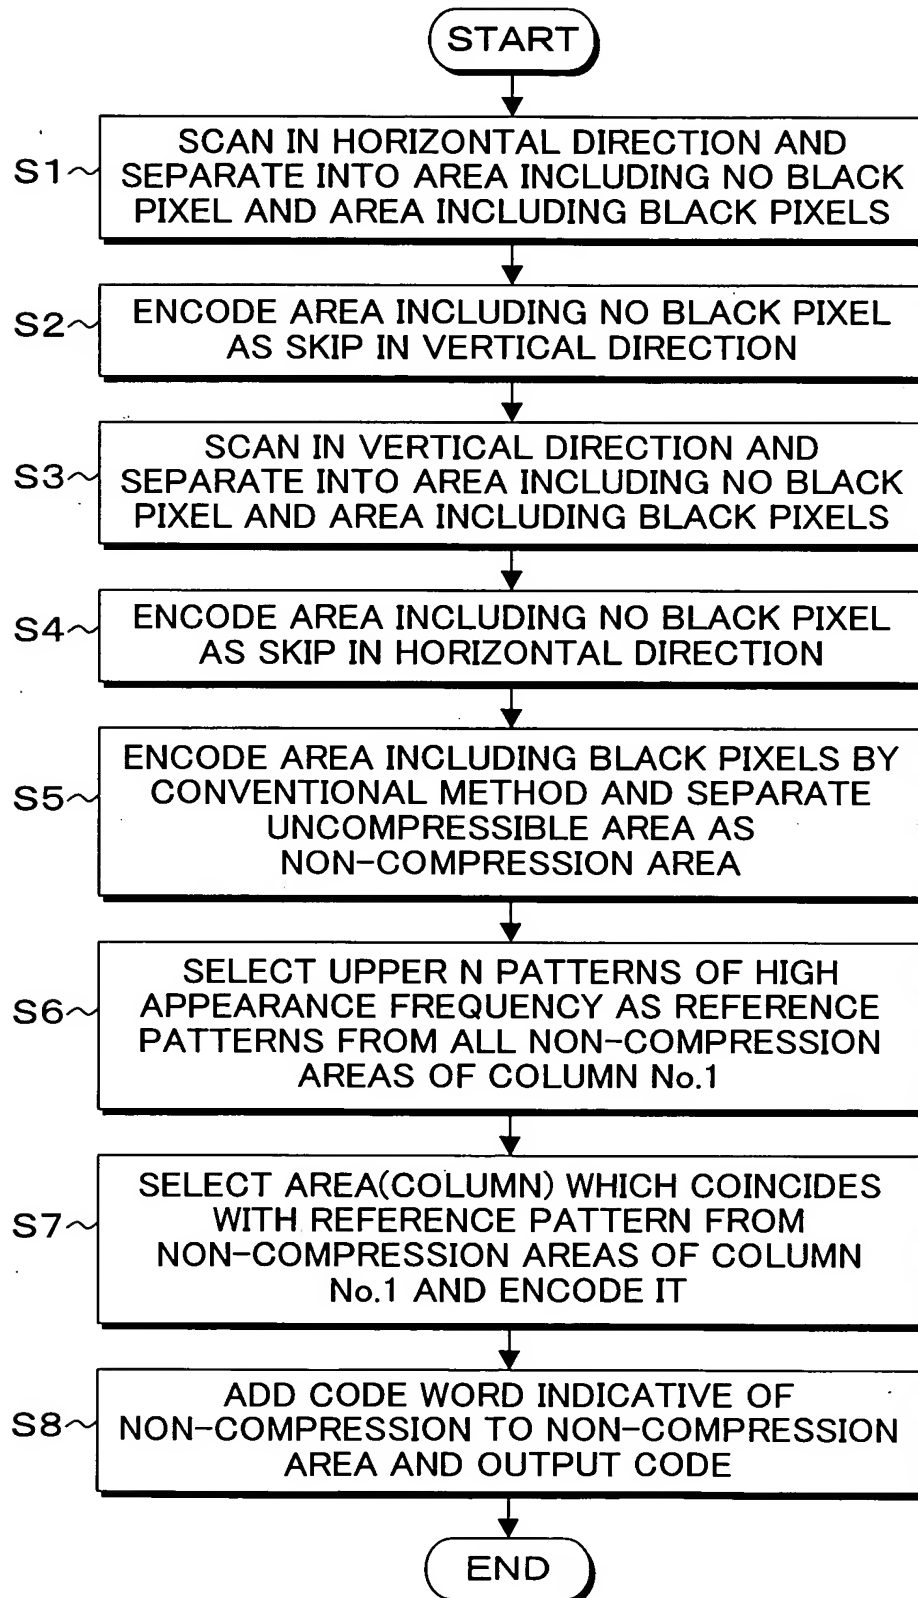 START
S1
SCAN IN HORIZONTAL DIRECTION AND
SEPARATE INTO AREA INCLUDING NO BLACK
PIXEL AND AREA INCLUDING BLACK PIXELS
S2
ENCODE AREA INCLUDING NO BLACK PIXEL
AS SKIP IN VERTICAL DIRECTION
S3
SCAN IN VERTICAL DIRECTION AND
SEPARATE INTO AREA INCLUDING NO BLACK
PIXEL AND AREA INCLUDING BLACK PIXELS
S4
ENCODE AREA INCLUDING NO BLACK PIXEL
AS SKIP IN HORIZONTAL DIRECTION
S5
ENCODE AREA INCLUDING BLACK PIXELS BY
CONVENTIONAL METHOD AND SEPARATE
UNCOMPRESSIBLE AREA AS
NON-COMPRESSION AREA
S6
SELECT UPPER N PATTERNS OF HIGH
APPEARANCE FREQUENCY AS REFERENCE
PATTERNS FROM ALL NON-COMPRESSION
AREAS OF COLUMN No.1
S7
SELECT AREA(COLUMN) WHICH COINCIDES
WITH REFERENCE PATTERN FROM
NON-COMPRESSION AREAS OF COLUMN
No.1 AND ENCODE IT
S8
ADD CODE WORD INDICATIVE OF
NON-COMPRESSION TO NON-COMPRESSION
AREA AND OUTPUT CODE
END